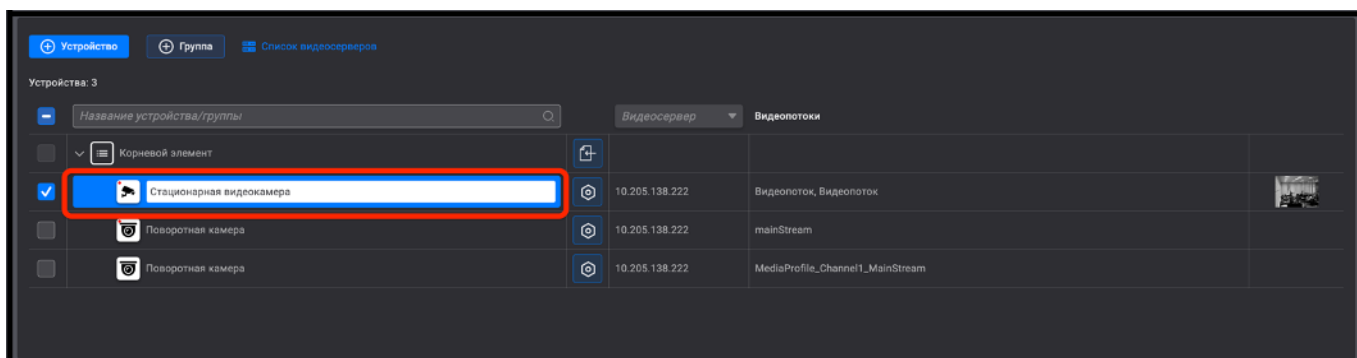 Устройство Группа Список видеосерверов
Устройства: 3
Название устройства/группы Видеосервер Видеопотоки
Корневой элемент
Стационарная видеокамера 10.205.138.222 Видеопоток, Видеопоток
Поворотная камера 10.205.138.222 mainStream
Поворотная камера 10.205.138.222 MediaProfile_Channel1_MainStream